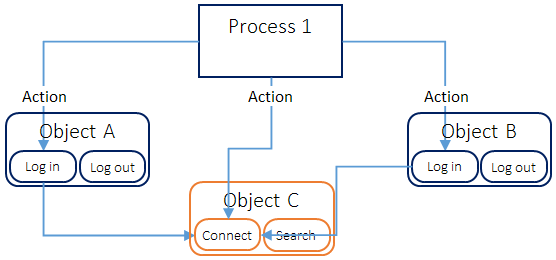 Process 1
Action
Action
Action
Object A
Object B
Log in
Log out
Log in
Log out
Object C
Connect
Search